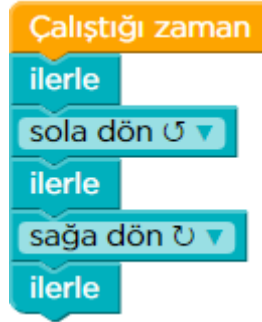 Çalıştığı zaman
ilerle
sola dön ↺ ▼
ilerle
sağa dön ↻ ▼
ilerle